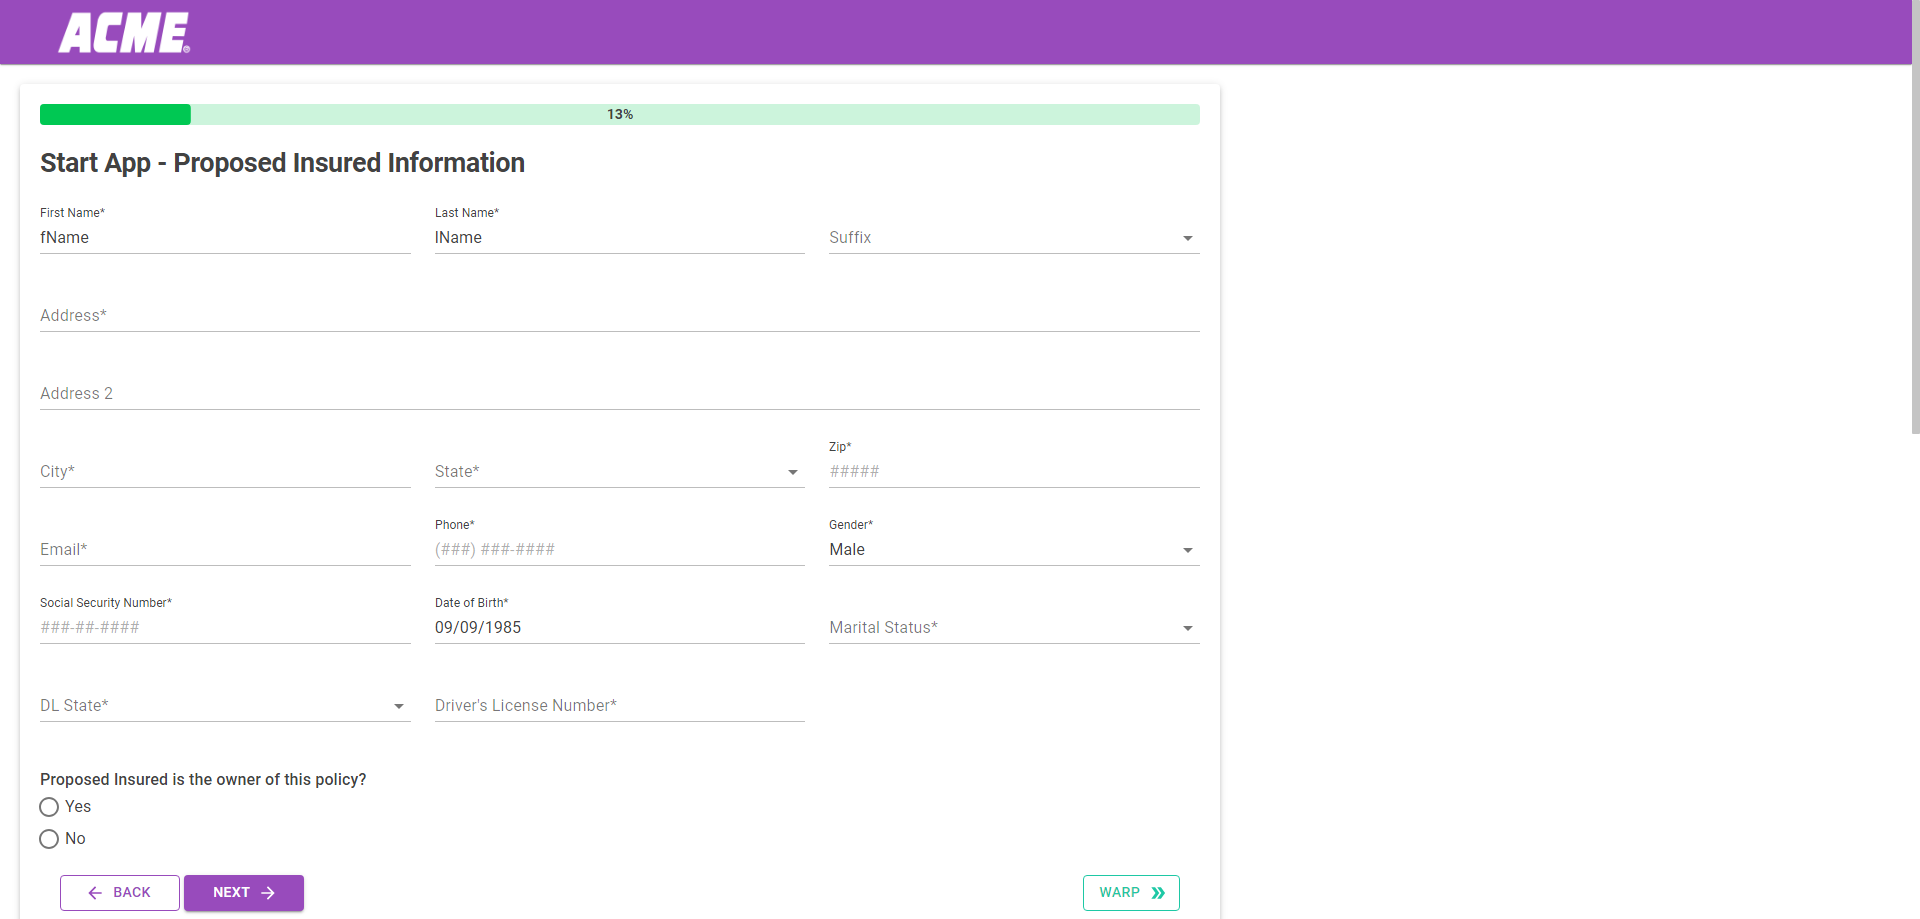 ACME®
13%
Start App - Proposed Insured Information
First Name* Last Name*
fName lName Suffix
Address*
Address 2
Zip*
City* State* #####
Phone* Gender*
Email* (###) ###-#### Male
Social Security Number* Date of Birth*
###-##-#### 09/09/1985 Marital Status*
DL State* Driver's License Number*
Proposed Insured is the owner of this policy?
Yes
No
BACK NEXT WARP